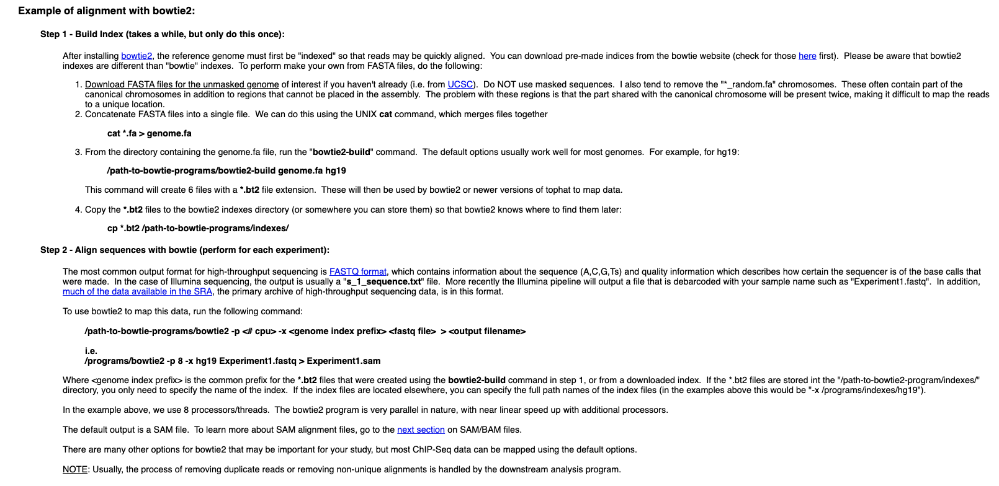 Example of alignment with bowtie2:
Step 1 - Build Index (takes a while, but only do this once):
After installing bowtie2, the reference genome must first be "indexed" so that reads may be quickly aligned.  You can download pre-made indices from the bowtie website (check for those here first).  Please be aware that bowtie2
indexes are different than "bowtie" indexes.  To perform make your own from FASTA files, do the following:
1. Download FASTA files for the unmasked genome of interest if you haven't already (i.e. from UCSC).  Do NOT use masked sequences.  I also tend to remove the "*_random.fa" chromosomes.  These often contain part of the
canonical chromosomes in addition to regions that cannot be placed in the assembly.  The problem with these regions is that the part shared with the canonical chromosome will be present twice, making it difficult to map the reads
to a unique location.
2. Concatenate FASTA files into a single file.  We can do this using the UNIX cat command, which merges files together
cat *.fa > genome.fa
3. From the directory containing the genome.fa file, run the "bowtie2-build" command.  The default options usually work well for most genomes.  For example, for hg19:
/path-to-bowtie-programs/bowtie2-build genome.fa hg19
This command will create 6 files with a *.bt2 file extension.  These will then be used by bowtie2 or newer versions of tophat to map data.
4. Copy the *.bt2 files to the bowtie2 indexes directory (or somewhere you can store them) so that bowtie2 knows where to find them later:
cp *.bt2 /path-to-bowtie-programs/indexes/
Step 2 - Align sequences with bowtie (perform for each experiment):
The most common output format for high-throughput sequencing is FASTQ format, which contains information about the sequence (A,C,G,Ts) and quality information which describes how certain the sequencer is of the base calls that
were made.  In the case of Illumina sequencing, the output is usually a "s_1_sequence.txt" file.  More recently the Illumina pipeline will output a file that is debarcoded with your sample name such as "Experiment1.fastq".  In addition,
much of the data available in the SRA, the primary archive of high-throughput sequencing data, is in this format.
To use bowtie2 to map this data, run the following command:
/path-to-bowtie-programs/bowtie2 -p <# cpu> -x <genome index prefix> <fastq file>  > <output filename>
i.e.
/programs/bowtie2 -p 8 -x hg19 Experiment1.fastq > Experiment1.sam
Where <genome index prefix> is the common prefix for the *.bt2 files that were created using the bowtie2-build command in step 1, or from a downloaded index.  If the *.bt2 files are stored int the "/path-to-bowtie2-program/indexes/"
directory, you only need to specify the name of the index.  If the index files are located elsewhere, you can specify the full path names of the index files (in the examples above this would be "-x /programs/indexes/hg19").
In the example above, we use 8 processors/threads.  The bowtie2 program is very parallel in nature, with near linear speed up with additional processors.
The default output is a SAM file.  To learn more about SAM alignment files, go to the next section on SAM/BAM files.
There are many other options for bowtie2 that may be important for your study, but most ChIP-Seq data can be mapped using the default options.
NOTE: Usually, the process of removing duplicate reads or removing non-unique alignments is handled by the downstream analysis program.